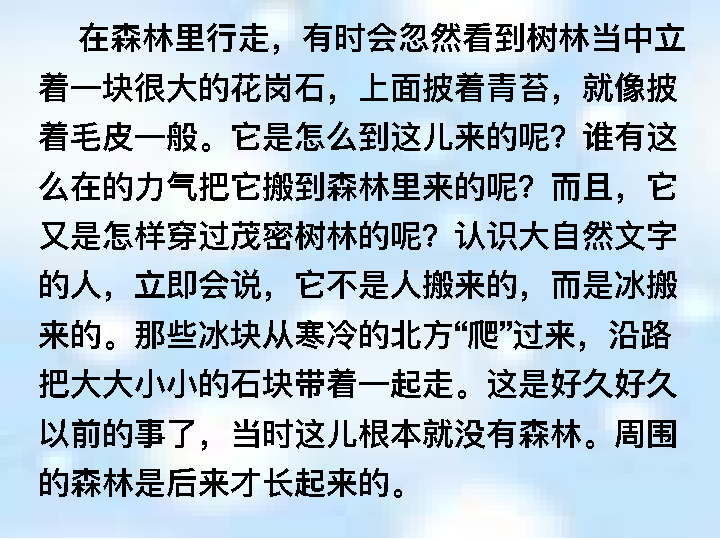 在森林里行走，有时会忽然看到树林当中立
着一块很大的花岗石，上面披着青苔，就像披
着毛皮一般。它是怎么到这儿来的呢？谁有这
么在的力气把它搬到森林里来的呢？而且，它
又是怎样穿过茂密树林的呢？认识大自然文字
的人，立即会说，它不是人搬来的，而是冰搬
来的。那些冰块从寒冷的北方“爬”过来，沿路
把大大小小的石块带着一起走。这是好久好久
以前的事了，当时这儿根本就没有森林。周围
的森林是后来才长起来的。